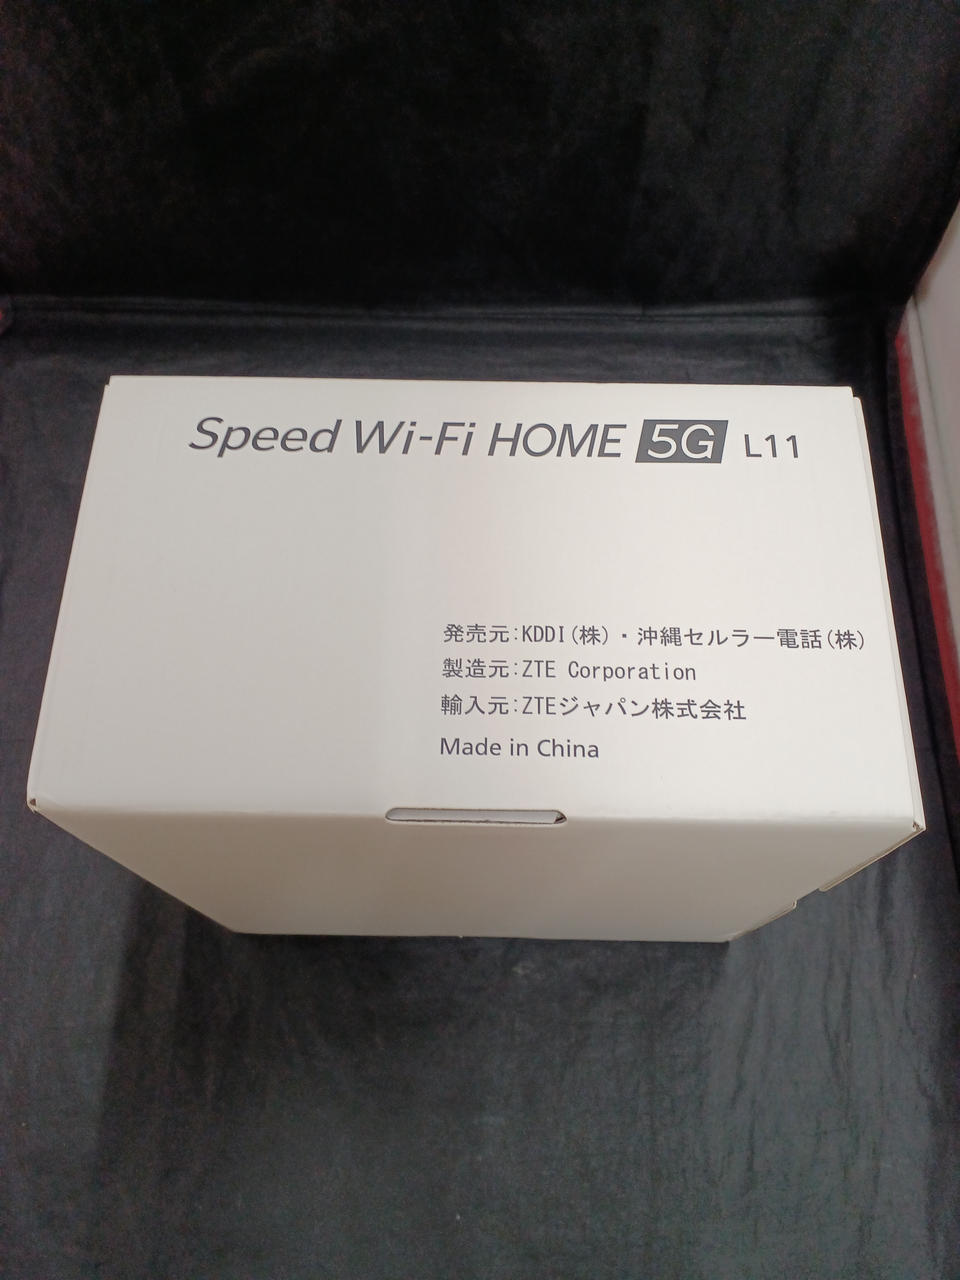 Speed Wi-Fi HOME 5G L11
発売元:KDDI(株)・沖縄セルラー電話(株)
製造元:ZTE Corporation
輸入元:ZTEジャパン株式会社
Made in China